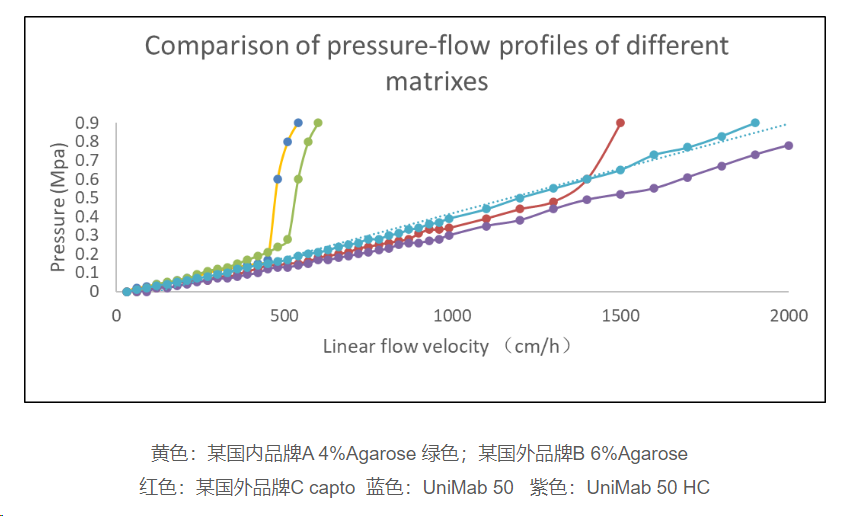 Comparison of pressure-flow profiles of different
matrixes
0.9
0.8
0.7
0.6
0.5
0.4
0.3
0.2
0.1
0
Pressure (Mpa)
0 500 1000 1500 2000
Linear flow velocity （cm/h）
黄色：某国内品牌A 4%Agarose 绿色；某国外品牌B 6%Agarose
红色：某国外品牌C capto 蓝色：UniMab 50 紫色：UniMab 50 HC